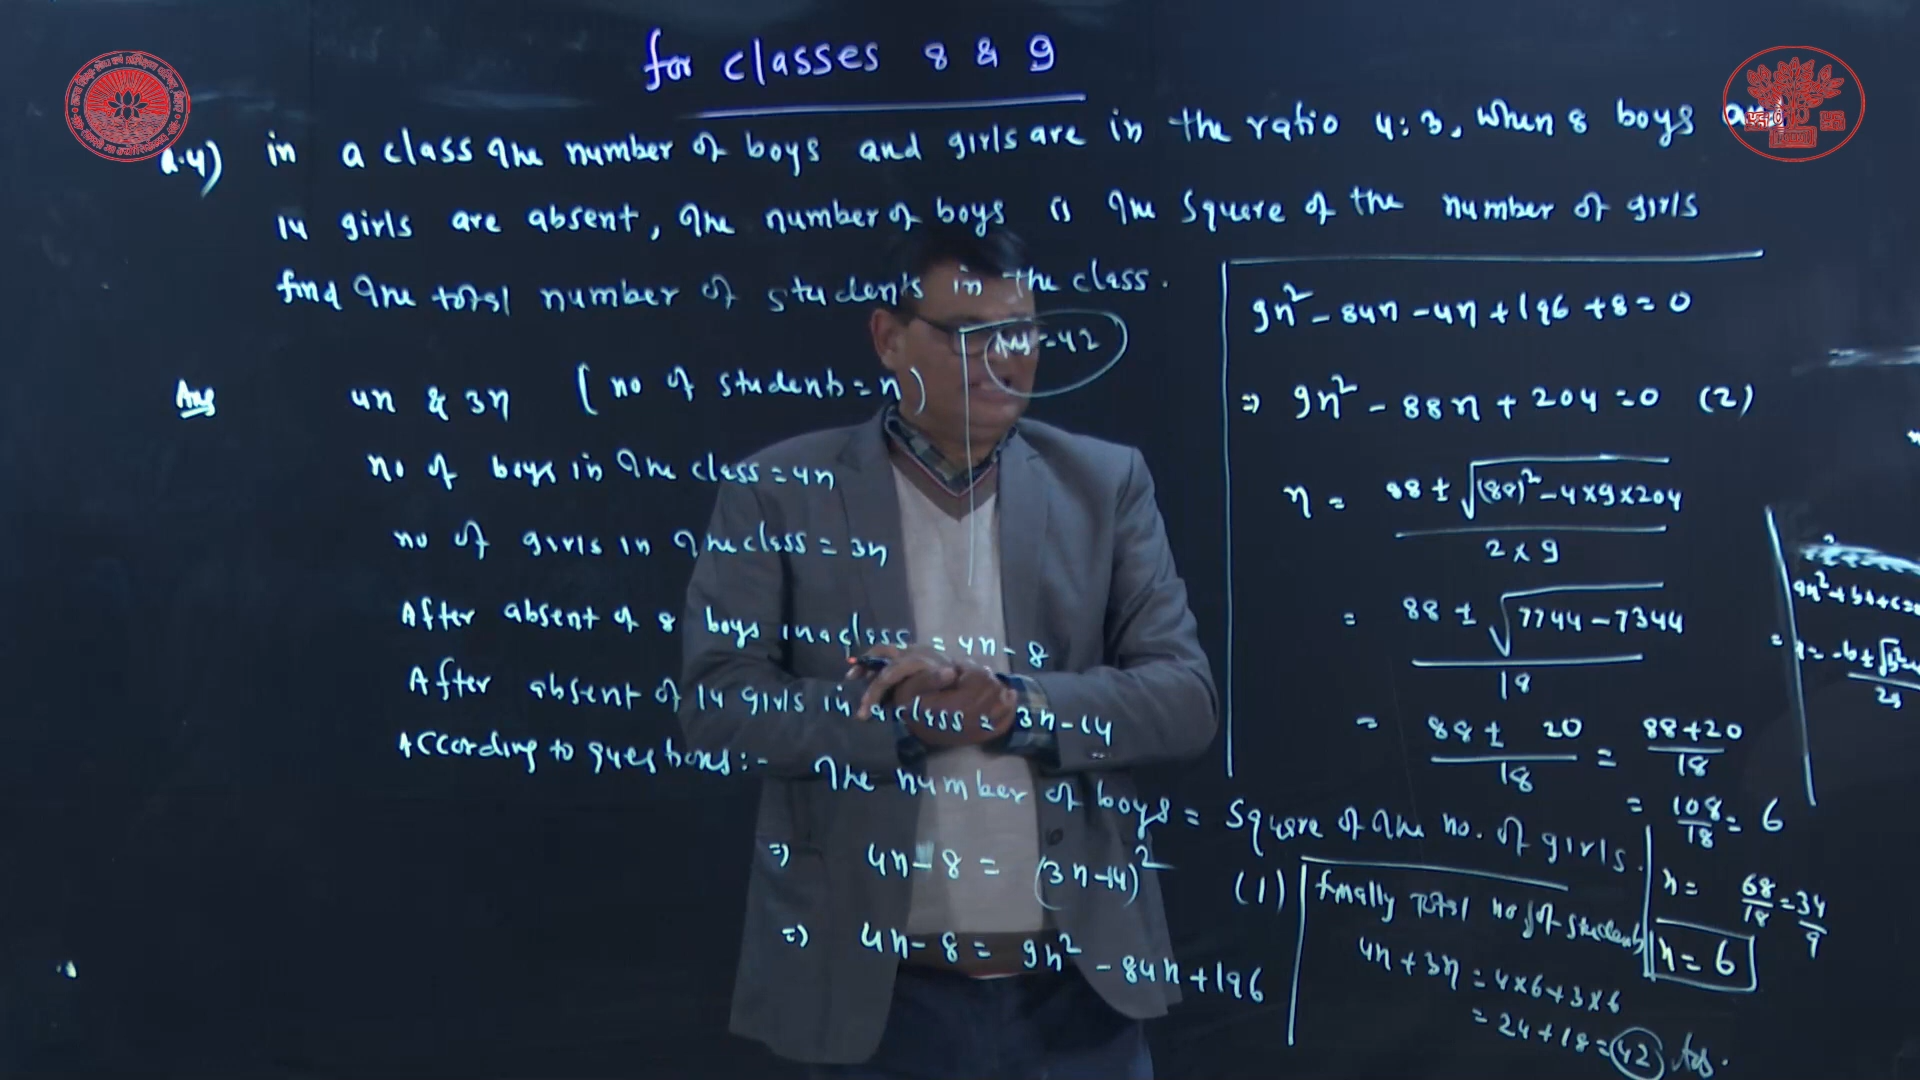 for classes 8 & 9
Q.4) in a class the number of boys and girls are in the ratio 4:3, when 8 boys
14 girls are absent, the number of boys is the square of the number of girls
find the total number of students in the class.
Ans=42
Ans 4n & 3n (no of students=n)
no of boys in the class=4n
no of girls in the class=3n
After absent of 8 boys in a class = 4n-8
After absent of 14 girls in a class = 3n-14
According to questions:- The number of boys = square of the no. of girls.
⇒ 4n-8 = (3n-14)² (1)
⇒ 4n-8 = 9n²-84n+196
9n²-84n-4n+196+8=0
⇒ 9n²-88n+204=0 (2)
n = 88±√(88)²-4×9×204
2×9
= 88±√7744-7344
18
= 88± 20 / 18 = 88+20 / 18
= 108/18 = 6
n = 68/18 = 34/9
n=6
finally total no of students
4n+3n = 4×6+3×6
= 24+18=42 Ans.